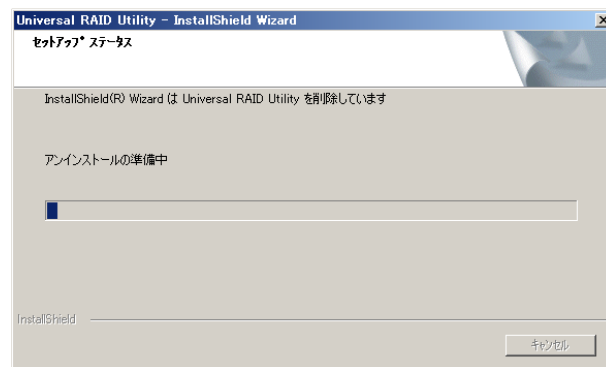 Universal RAID Utility - InstallShield Wizard
セットアップ ステータス
InstallShield(R) Wizard は Universal RAID Utility を削除しています
アンインストールの準備中
InstallShield
キャンセル